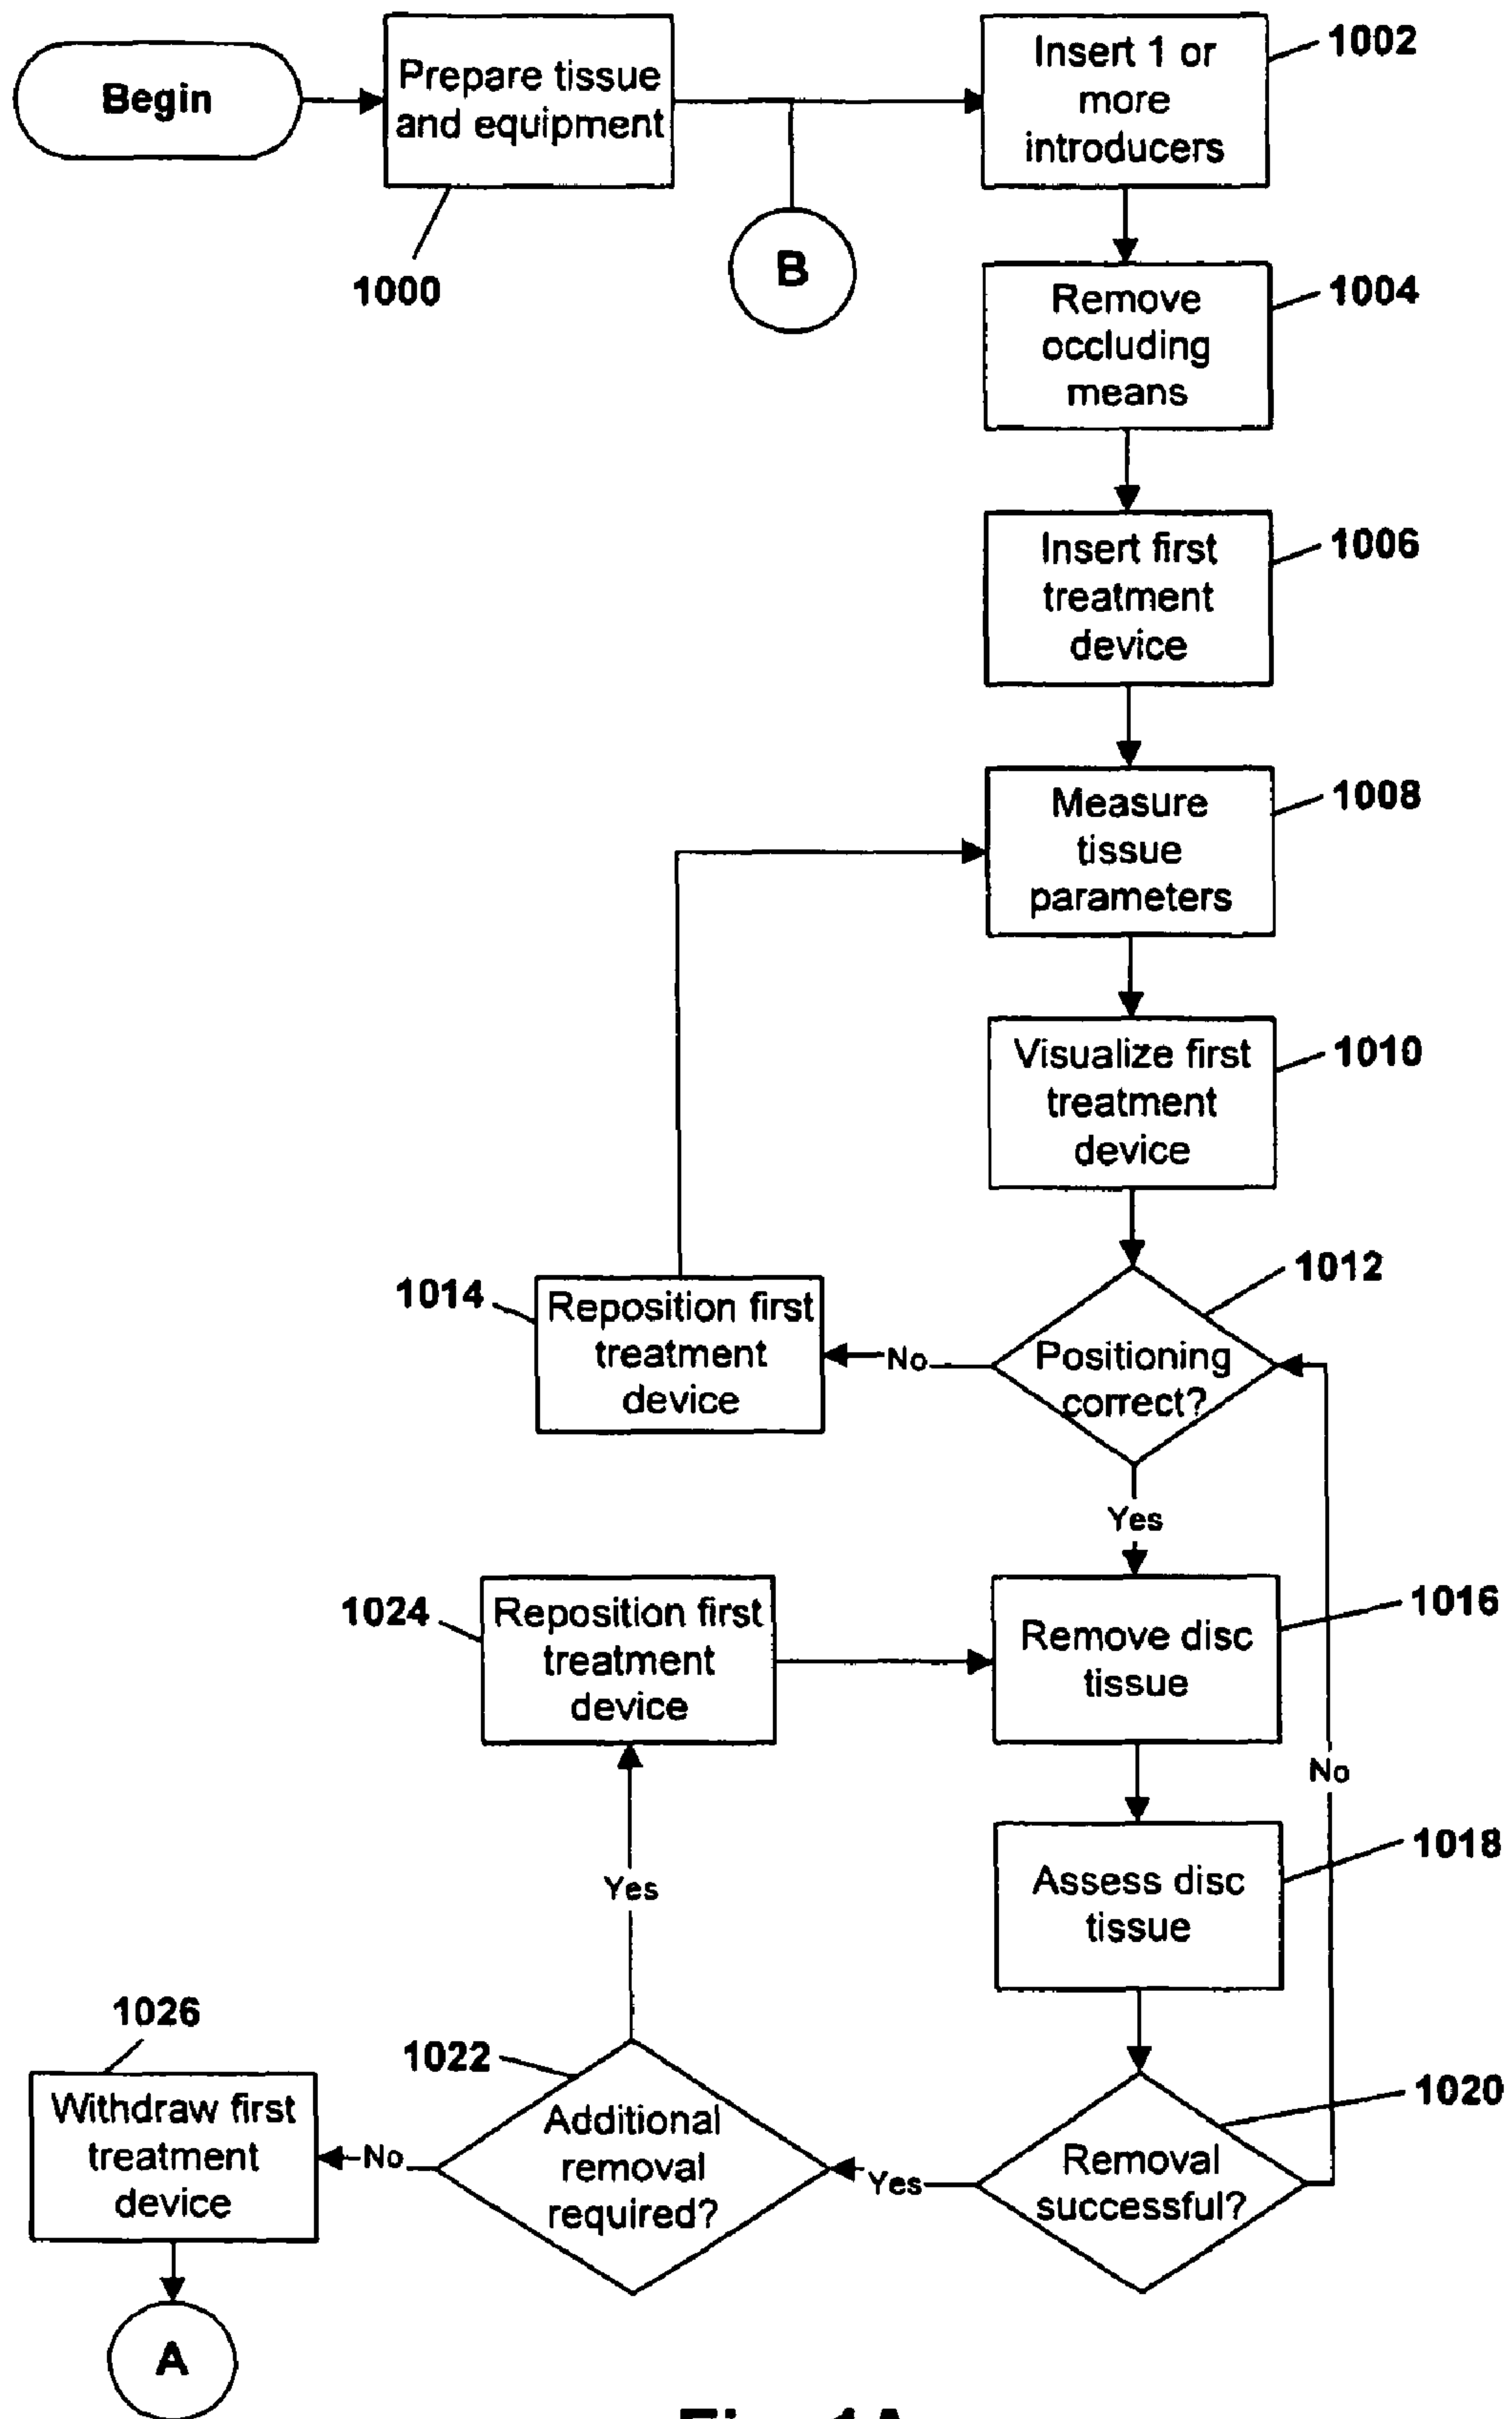 Begin
Prepare tissue
and equipment
1000
B
Insert 1 or
more
introducers
1002
Remove
occluding
means
1004
Insert first
treatment
device
1006
Measure
tissue
parameters
1008
Visualize first
treatment
device
1010
Positioning
correct?
1012
No
Reposition first
treatment
device
1014
Yes
Remove disc
tissue
1016
Reposition first
treatment
device
1024
No
Assess disc
tissue
1018
Removal
successful?
1020
Yes
Additional
removal
required?
1022
Yes
No
Withdraw first
treatment
device
1026
A